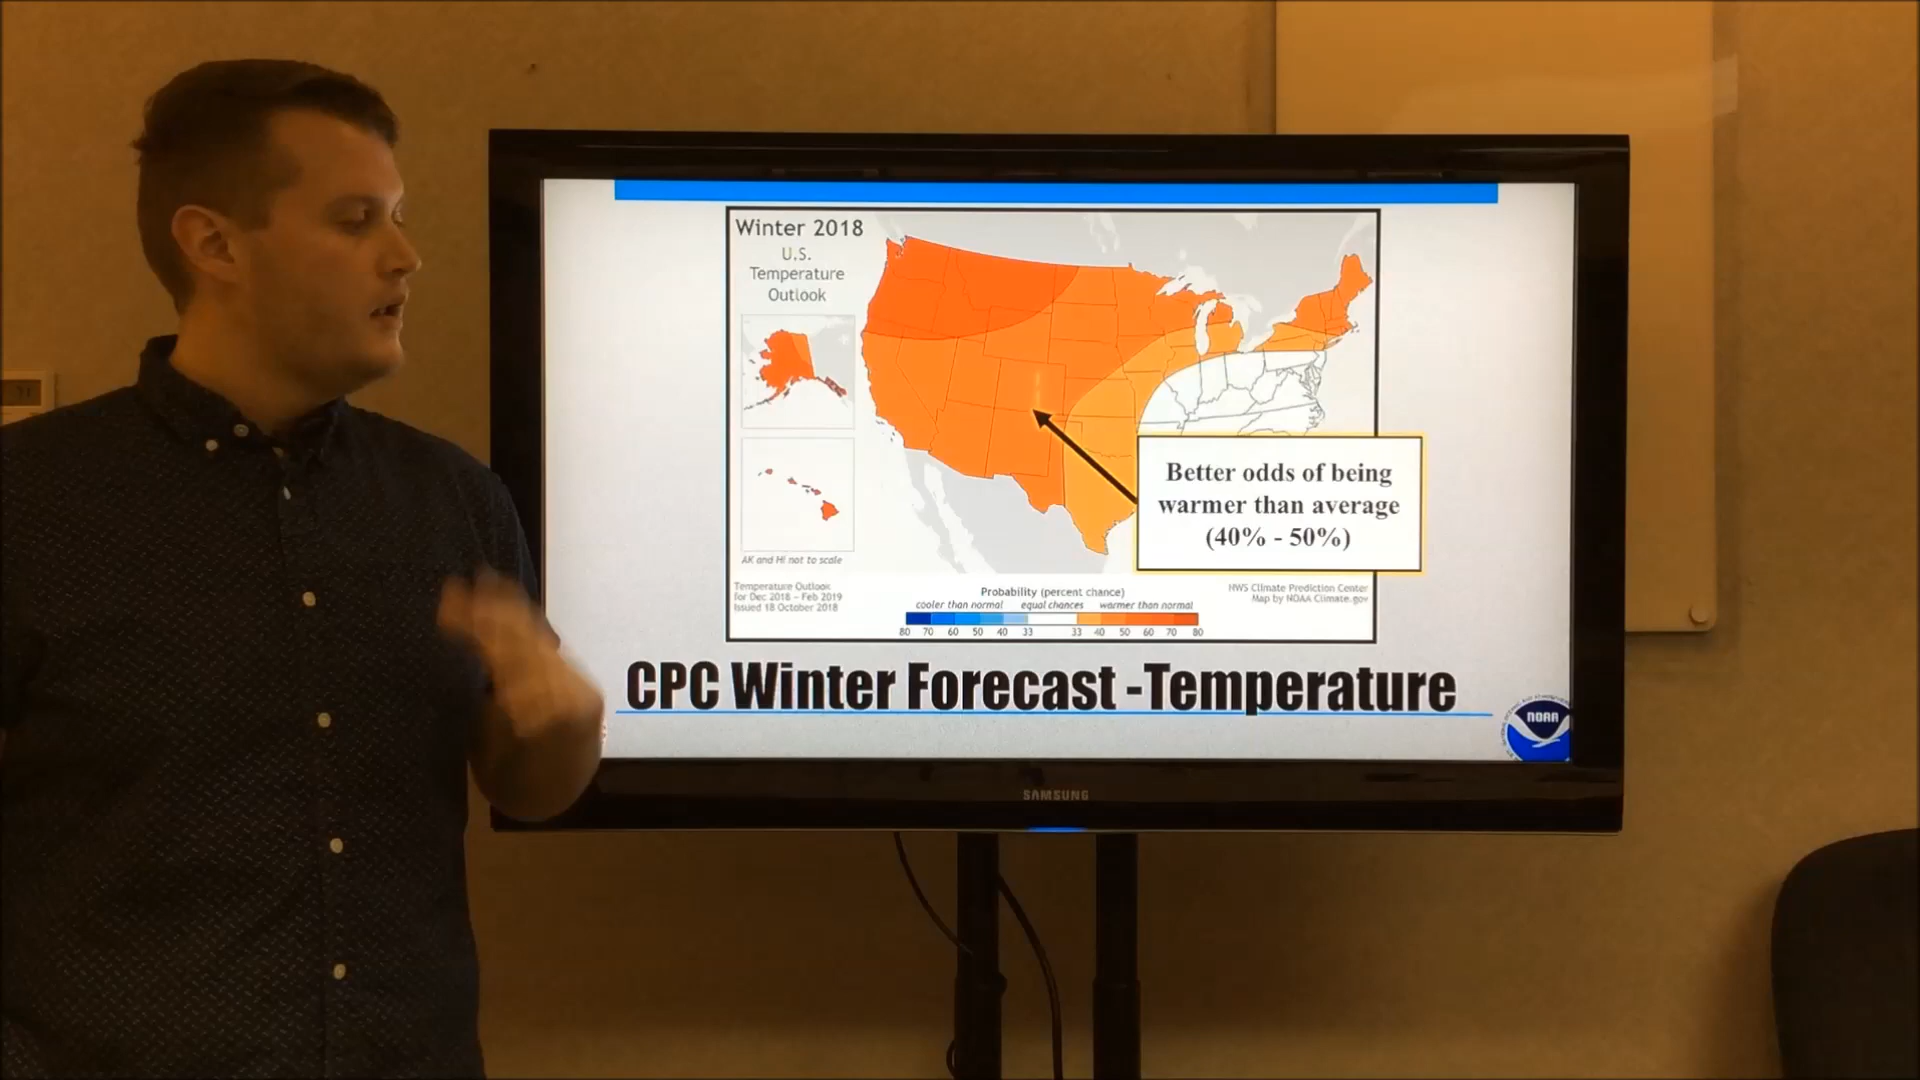 Winter 2018
U.S.
Temperature
Outlook
AK and HI not to scale
Temperature Outlook
for Dec 2018 - Feb 2019
Issued 18 October 2018
Better odds of being
warmer than average
(40% - 50%)
NWS Climate Prediction Center
Map by NOAA Climate.gov
Probability (percent chance)
cooler than normal equal chances warmer than normal
80 70 60 50 40 33 33 40 50 60 70 80
CPC Winter Forecast -Temperature
NOAA
SAMSUNG